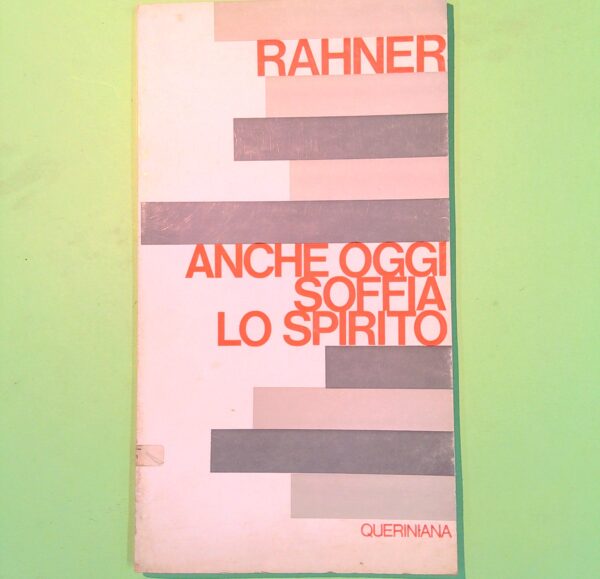 RAHNER
ANCHE OGGI
SOFFIA
LO SPIRITO
QUERINIANA